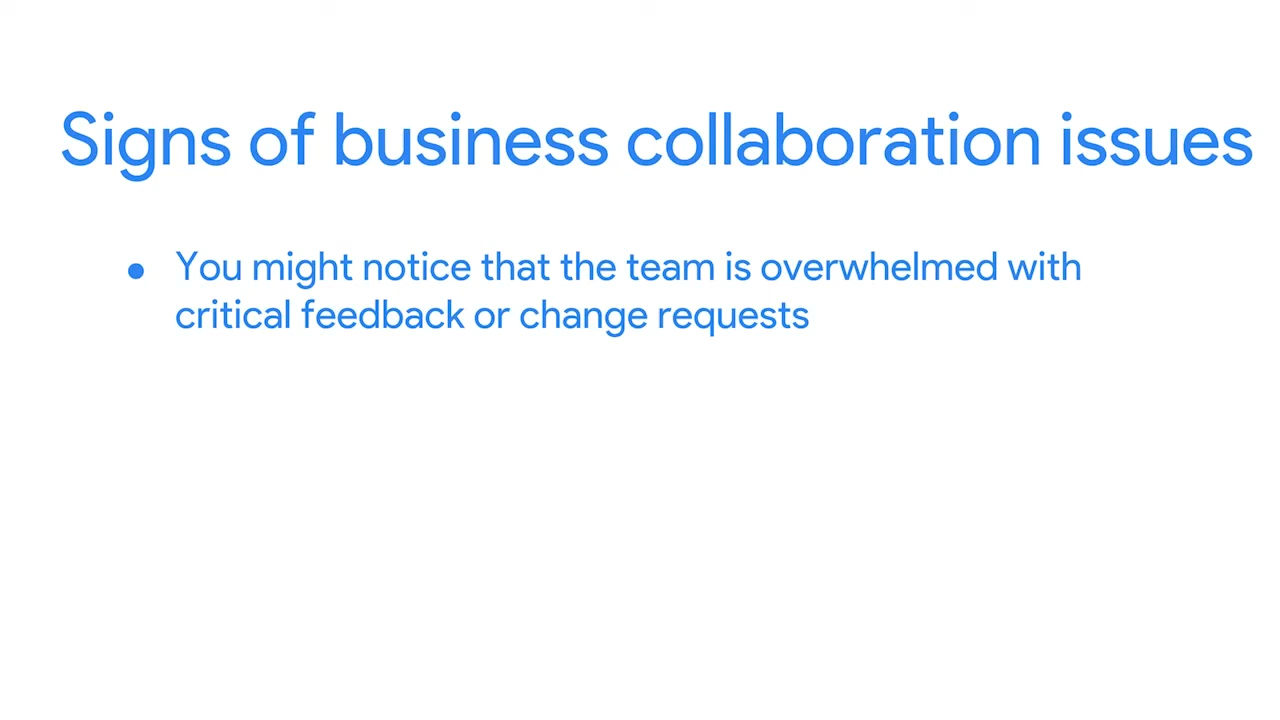 Signs of business collaboration issues
● You might notice that the team is overwhelmed with
critical feedback or change requests